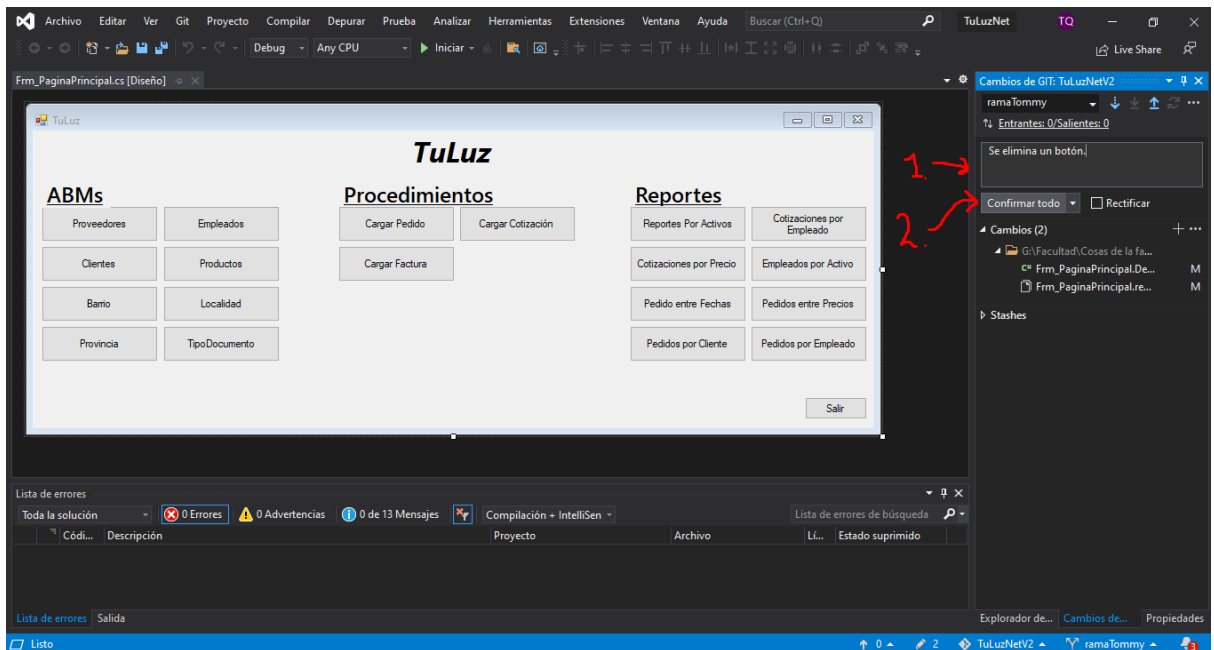 Archivo Editar Ver Git Proyecto Compilar Depurar Prueba Analizar Herramientas Extensiones Ventana Ayuda Buscar (Ctrl+Q) TuLuzNet TQ
Debug Any CPU Iniciar Live Share
Frm_PaginaPrincipal.cs [Diseño]
TuLuz
TuLuz
ABMs
Proveedores Empleados
Clientes Productos
Barrio Localidad
Provincia TipoDocumento
Procedimientos
Cargar Pedido Cargar Cotización
Cargar Factura
Reportes
Reportes Por Activos Cotizaciones por Empleado
Cotizaciones por Precio Empleados por Activo
Pedido entre Fechas Pedidos entre Precios
Pedidos por Cliente Pedidos por Empleado
Salir
1.
2.
Cambios de GIT: TuLuzNetV2
ramaTommy
Entrantes: 0/Salientes: 0
Se elimina un botón.
Confirmar todo Rectificar
Cambios (2)
G:\Facultad\Cosas de la fa...
C# Frm_PaginaPrincipal.De... M
Frm_PaginaPrincipal.re... M
Stashes
Lista de errores
Toda la solución 0 Errores 0 Advertencias 0 de 13 Mensajes Compilación + IntelliSen Lista de errores de búsqueda
Códi... Descripción Proyecto Archivo Lí... Estado suprimido
Lista de errores Salida
Explorador de... Cambios de... Propiedades
Listo 0 2 TuLuzNetV2 ramaTommy 3